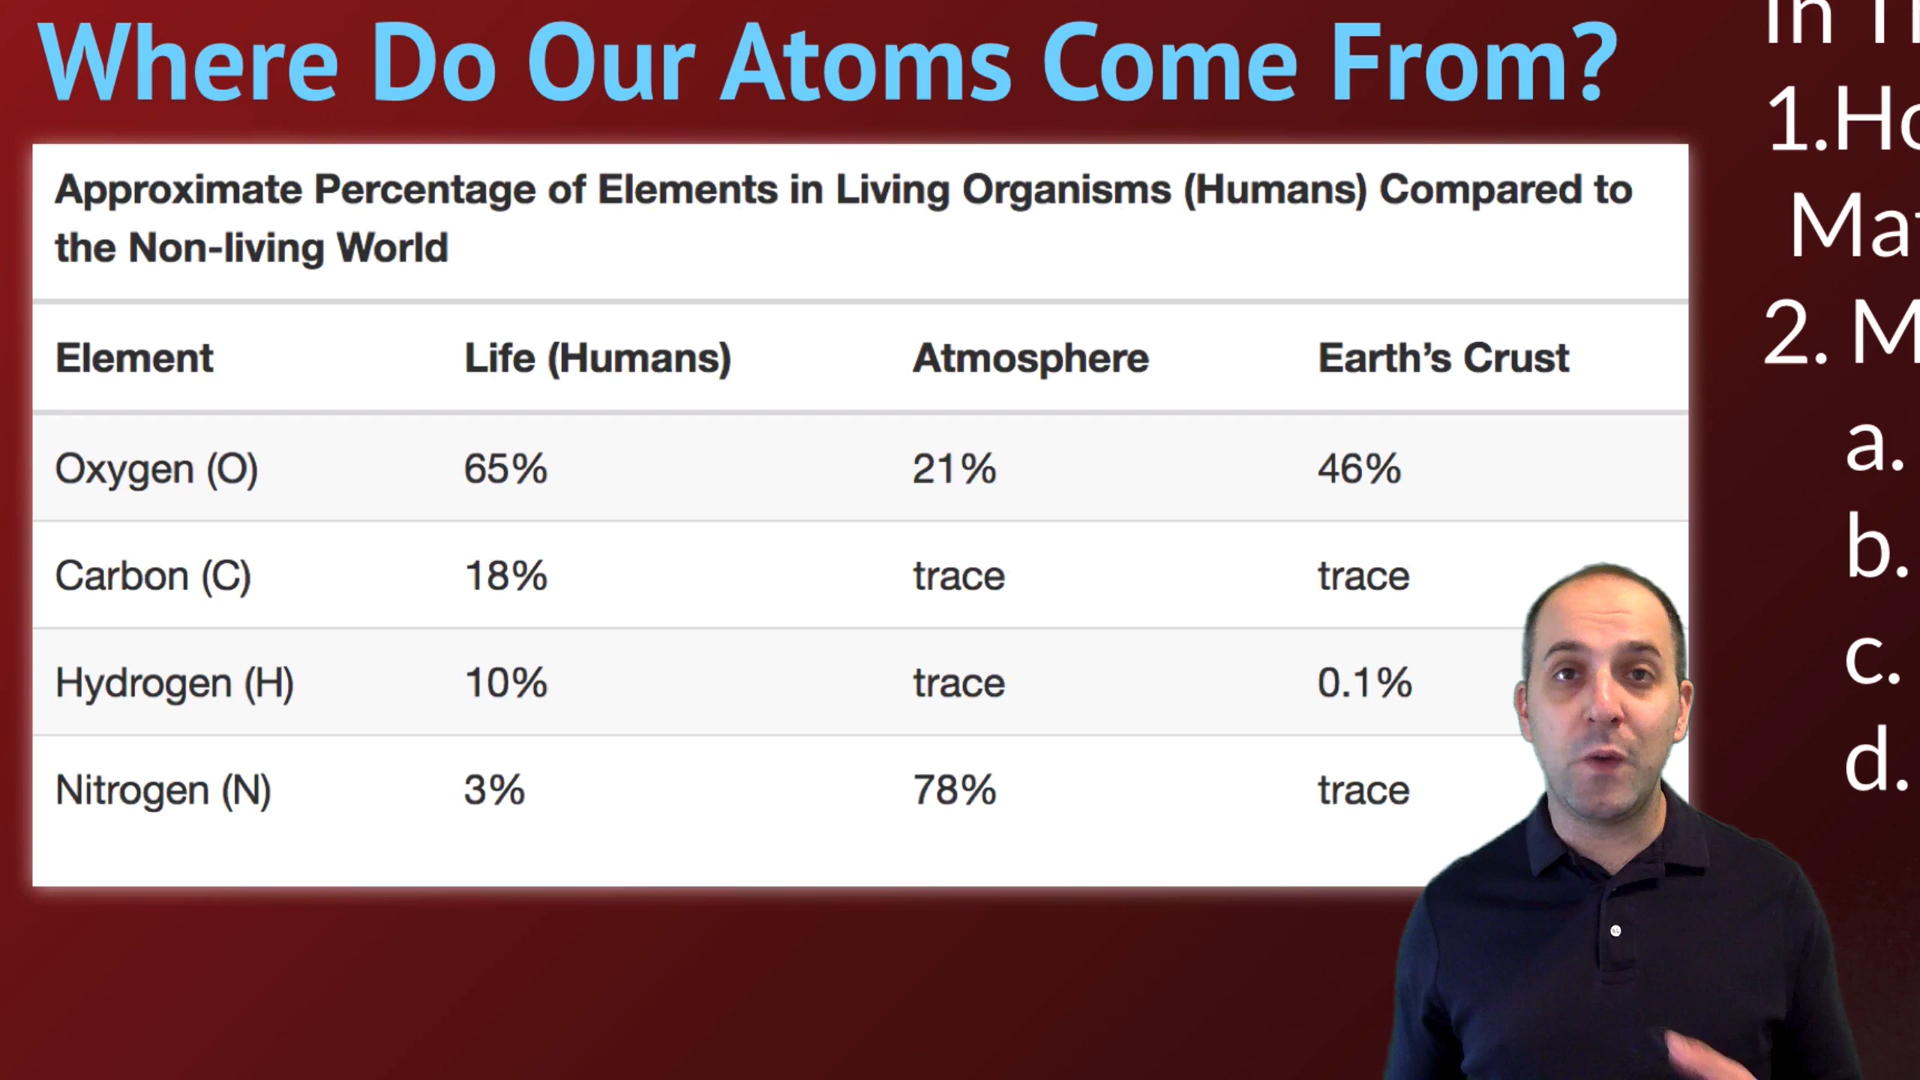 Where Do Our Atoms Come From?
Approximate Percentage of Elements in Living Organisms (Humans) Compared to
the Non-living World
Element Life (Humans) Atmosphere Earth’s Crust
Oxygen (O) 65% 21% 46%
Carbon (C) 18% trace trace
Hydrogen (H) 10% trace 0.1%
Nitrogen (N) 3% 78% trace
In
1.
2.
a.
b.
c.
d.